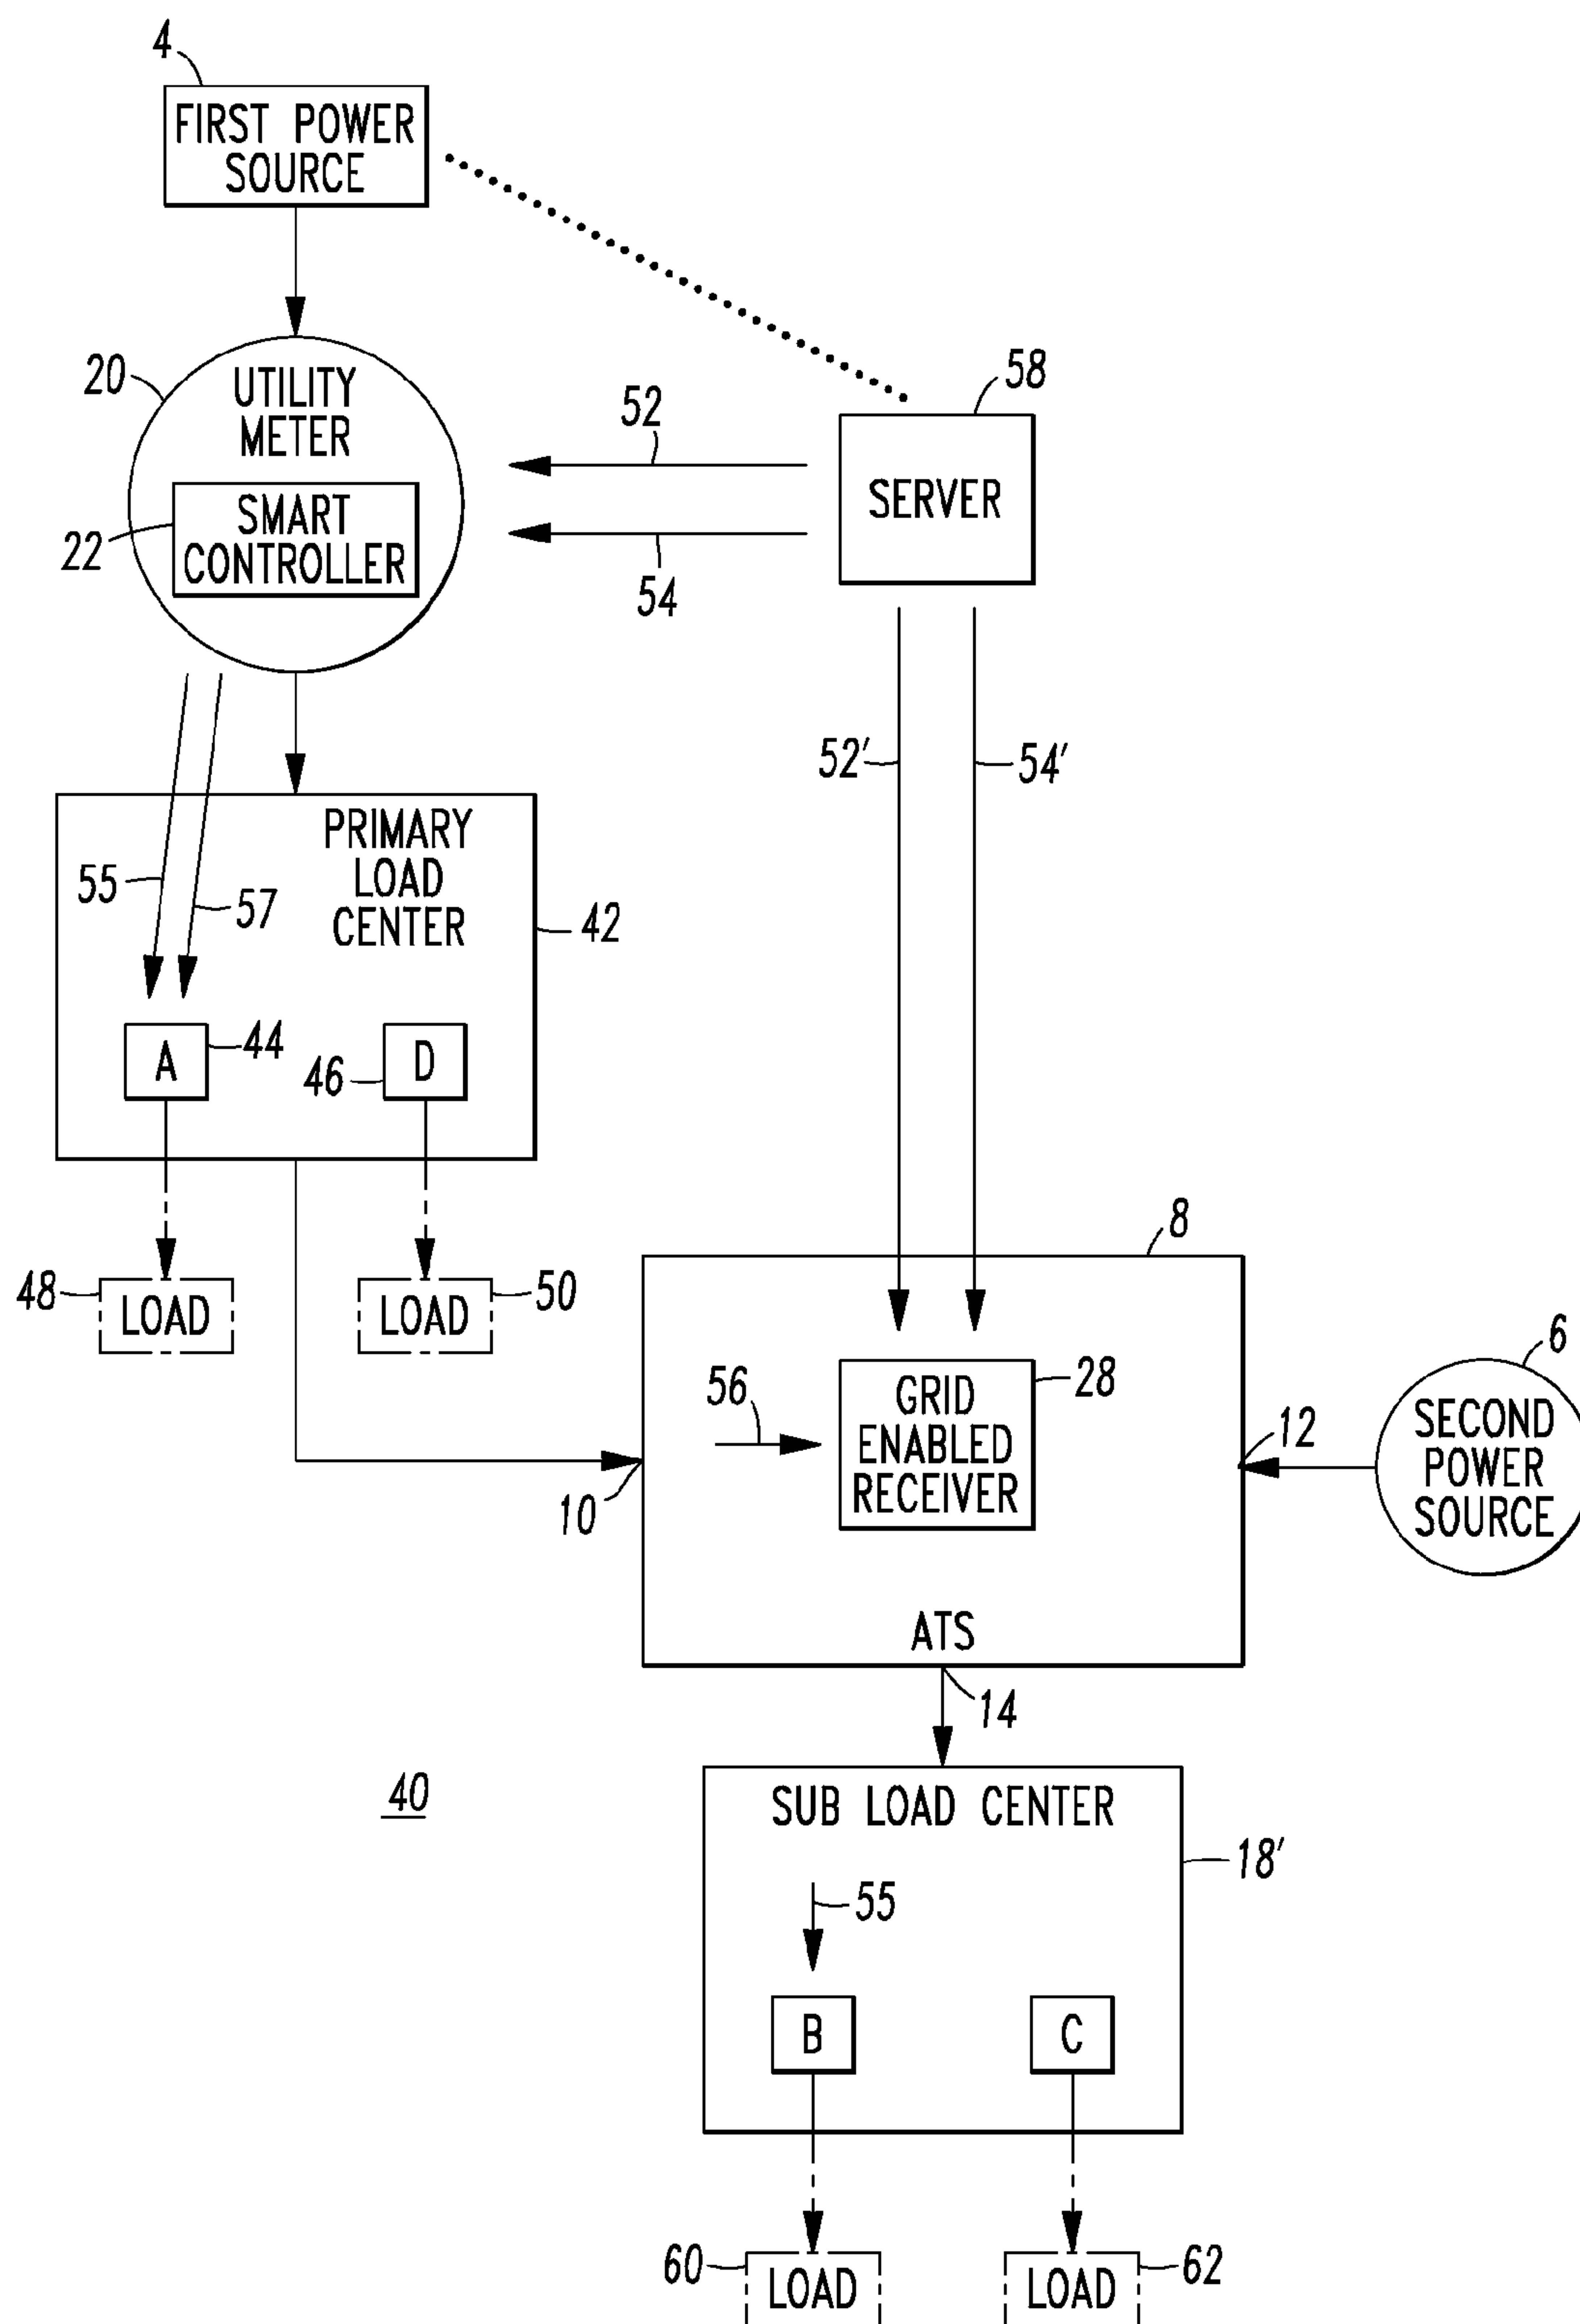 4
FIRST POWER
SOURCE
20
UTILITY
METER
22
SMART
CONTROLLER
52
54
58
SERVER
52'
54'
55
57
PRIMARY
LOAD
CENTER
42
A
44
46
D
48
LOAD
LOAD
50
8
56
GRID
ENABLED
RECEIVER
28
10
12
6
SECOND
POWER
SOURCE
ATS
14
40
SUB LOAD CENTER
18'
55
B
C
60
LOAD
LOAD
62